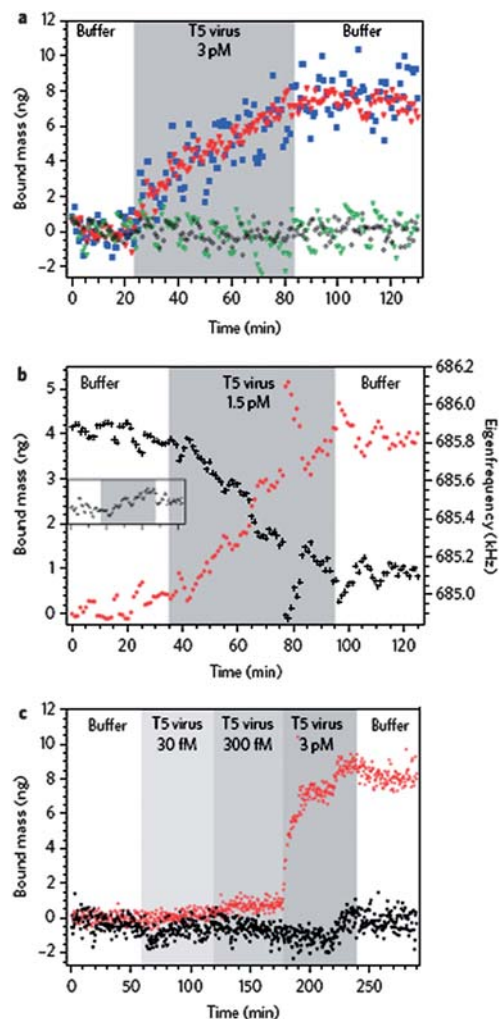 a
Buffer
T5 virus
3 pM
Buffer
12
10
8
6
4
2
0
−2
Bound mass (ng)
0 20 40 60 80 100 120
Time (min)
b
Buffer
T5 virus
1.5 pM
Buffer
5
4
3
2
1
0
Bound mass (ng)
686.2
686.0
685.8
685.6
685.4
685.2
685.0
Eigenfrequency (kHz)
0 20 40 60 80 100 120
Time (min)
c
Buffer
T5 virus
30 fM
T5 virus
300 fM
T5 virus
3 pM
Buffer
12
10
8
6
4
2
0
−2
Bound mass (ng)
0 50 100 150 200 250
Time (min)